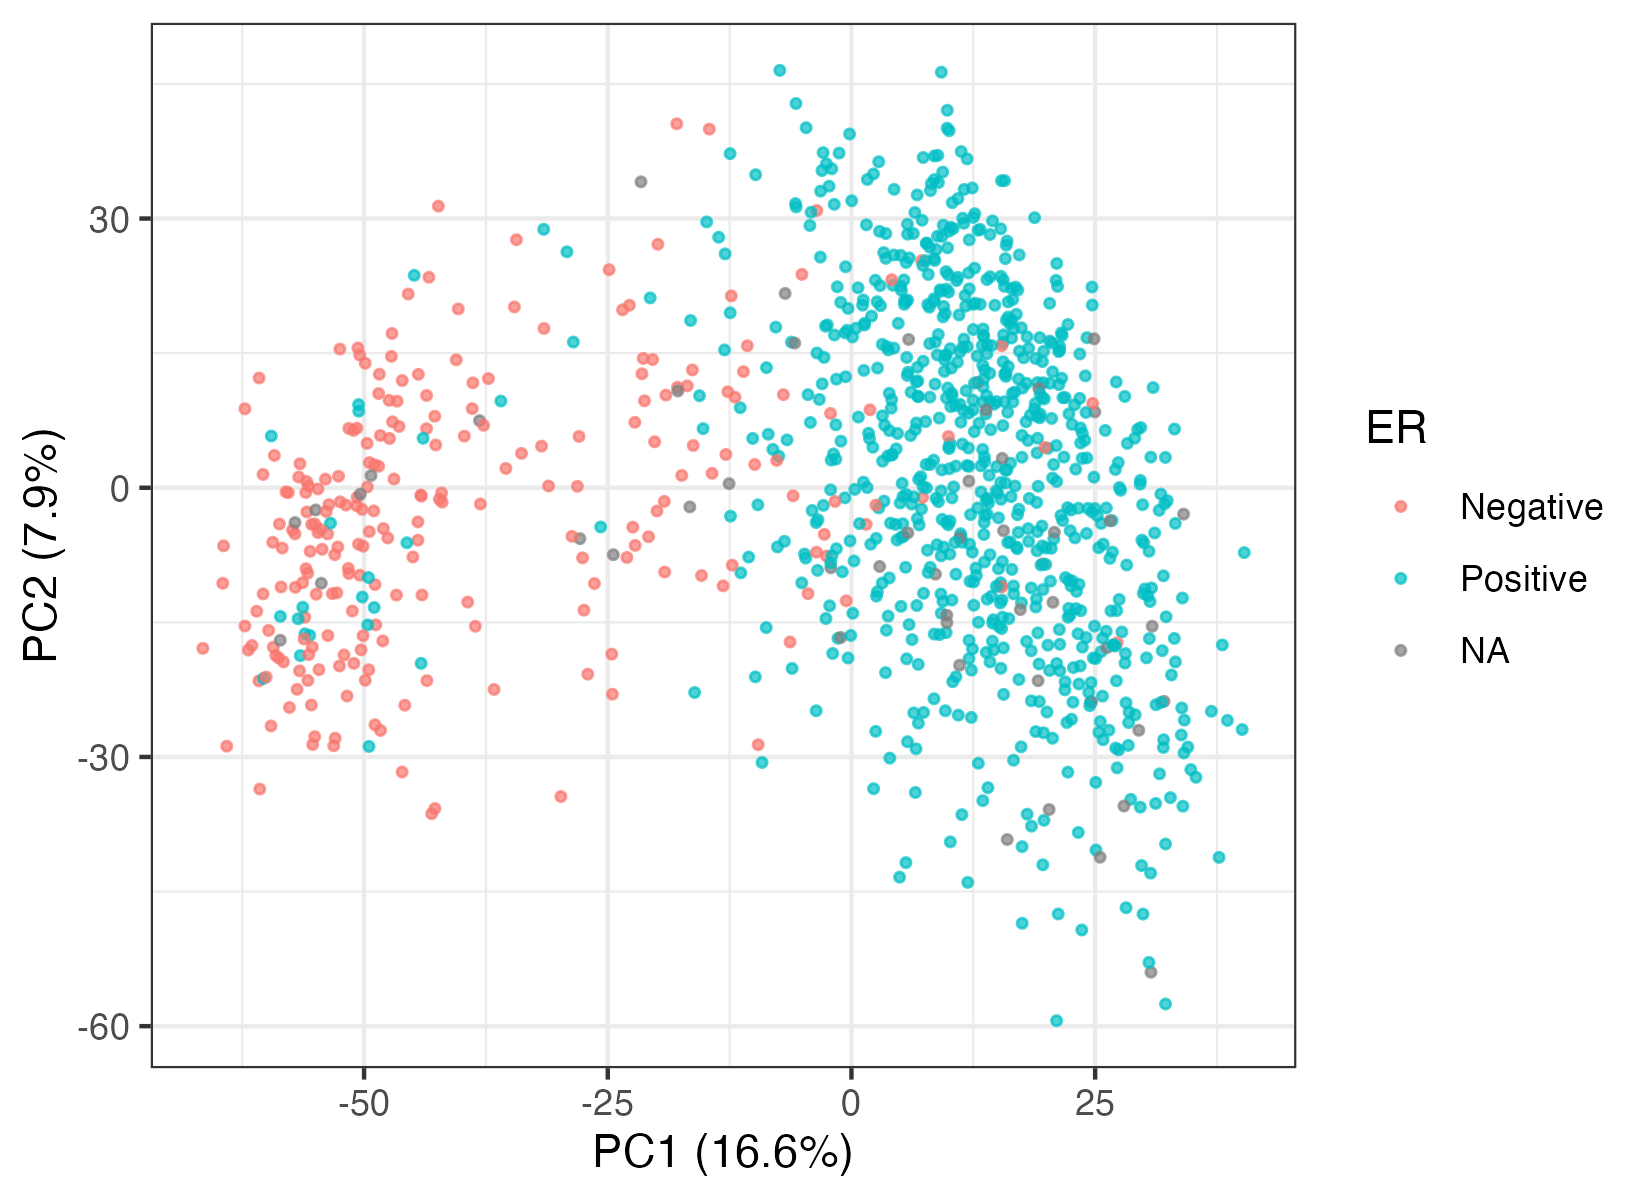 30
0
-30
-60
PC2 (7.9%)
-50
-25
0
25
PC1 (16.6%)
ER
Negative
Positive
NA